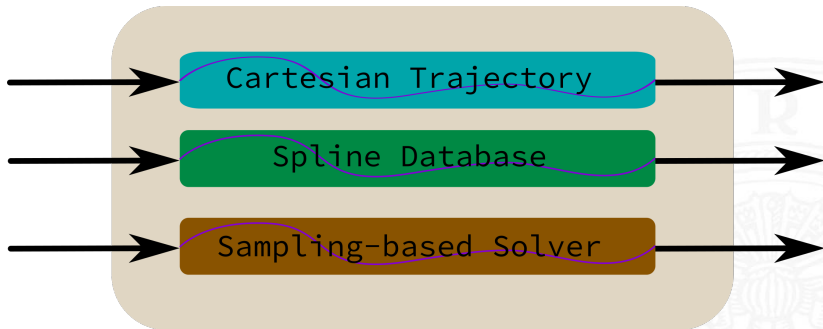 Cartesian Trajectory
Spline Database
Sampling-based Solver
R